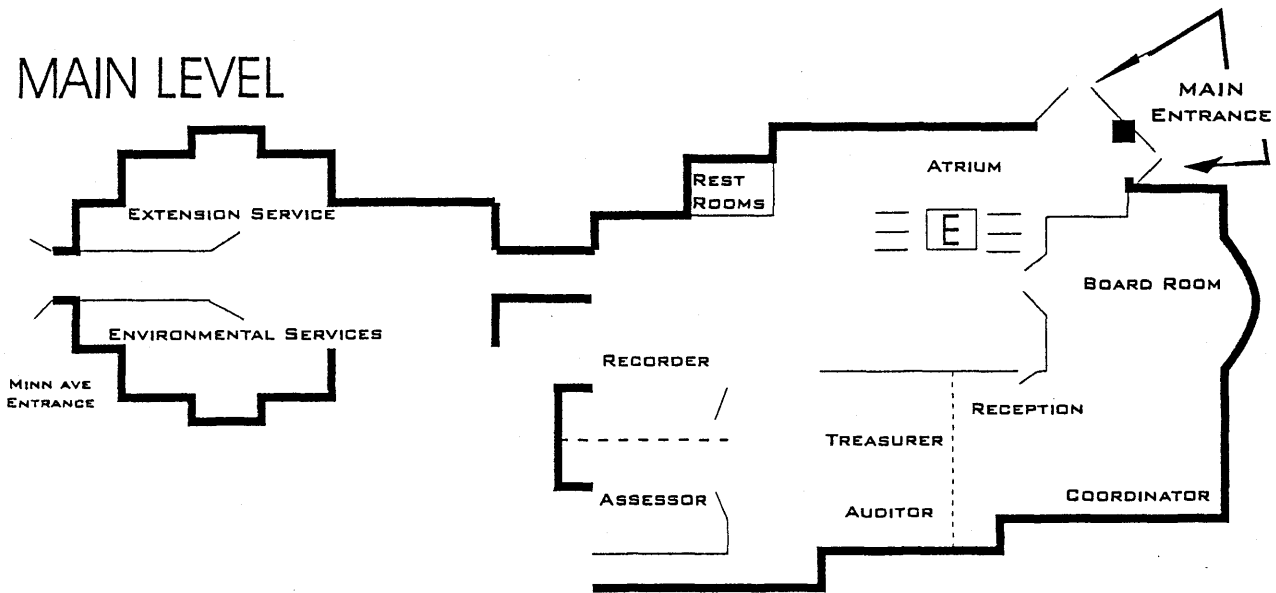 MAIN LEVEL
MAIN
ENTRANCE
ATRIUM
REST
ROOMS
EXTENSION SERVICE
E
BOARD ROOM
ENVIRONMENTAL SERVICES
RECORDER
MINN AVE
ENTRANCE
RECEPTION
TREASURER
ASSESSOR
COORDINATOR
AUDITOR